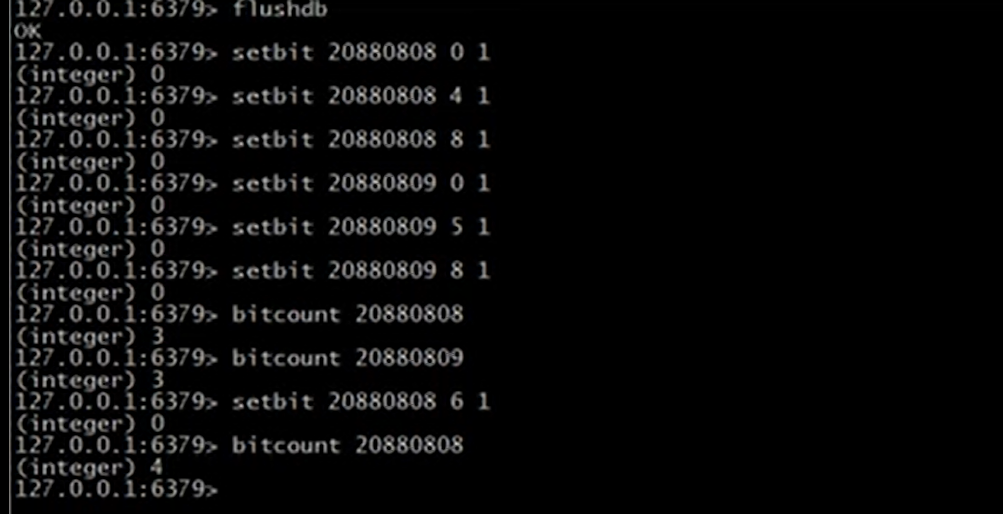 127.0.0.1:6379> flushdb
OK
127.0.0.1:6379> setbit 20880808 0 1
(integer) 0
127.0.0.1:6379> setbit 20880808 4 1
(integer) 0
127.0.0.1:6379> setbit 20880808 8 1
(integer) 0
127.0.0.1:6379> setbit 20880809 0 1
(integer) 0
127.0.0.1:6379> setbit 20880809 5 1
(integer) 0
127.0.0.1:6379> setbit 20880809 8 1
(integer) 0
127.0.0.1:6379> bitcount 20880808
(integer) 3
127.0.0.1:6379> bitcount 20880809
(integer) 3
127.0.0.1:6379> setbit 20880808 6 1
(integer) 0
127.0.0.1:6379> bitcount 20880808
(integer) 4
127.0.0.1:6379>